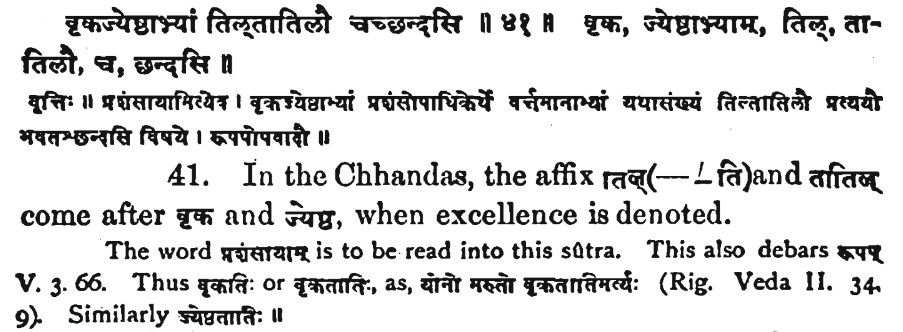 वृकज्येष्ठाभ्यां तिल्तातिलौ चच्छन्दसि ॥ ४१ ॥ वृक, ज्येष्ठाभ्याम्, तिल्, ता-
तिलौ, च, छन्दसि ॥
वृत्तिः ॥ प्रशंसायामित्येव । वृकज्येष्ठाभ्यां प्रशंसोपाधिकेर्थे वर्त्तमानाभ्यां यथासंख्यं तिल्तातिलौ प्रत्ययौ
भवतश्छन्दसि विषये । रूपपोपवादौ ॥
41. In the Chhandas, the affix तिल्(—⊥ति)and तातिल्
come after वृक and ज्येष्ठ, when excellence is denoted.
The word प्रशंसायाम् is to be read into this sûtra. This also debars रूपप्
V. 3. 66. Thus वृकतिः or वृकतातिः, as, योनो मरुतो वृकतातिमर्त्यः (Rig. Veda II. 34.
9). Similarly ज्येष्ठतातिः ॥